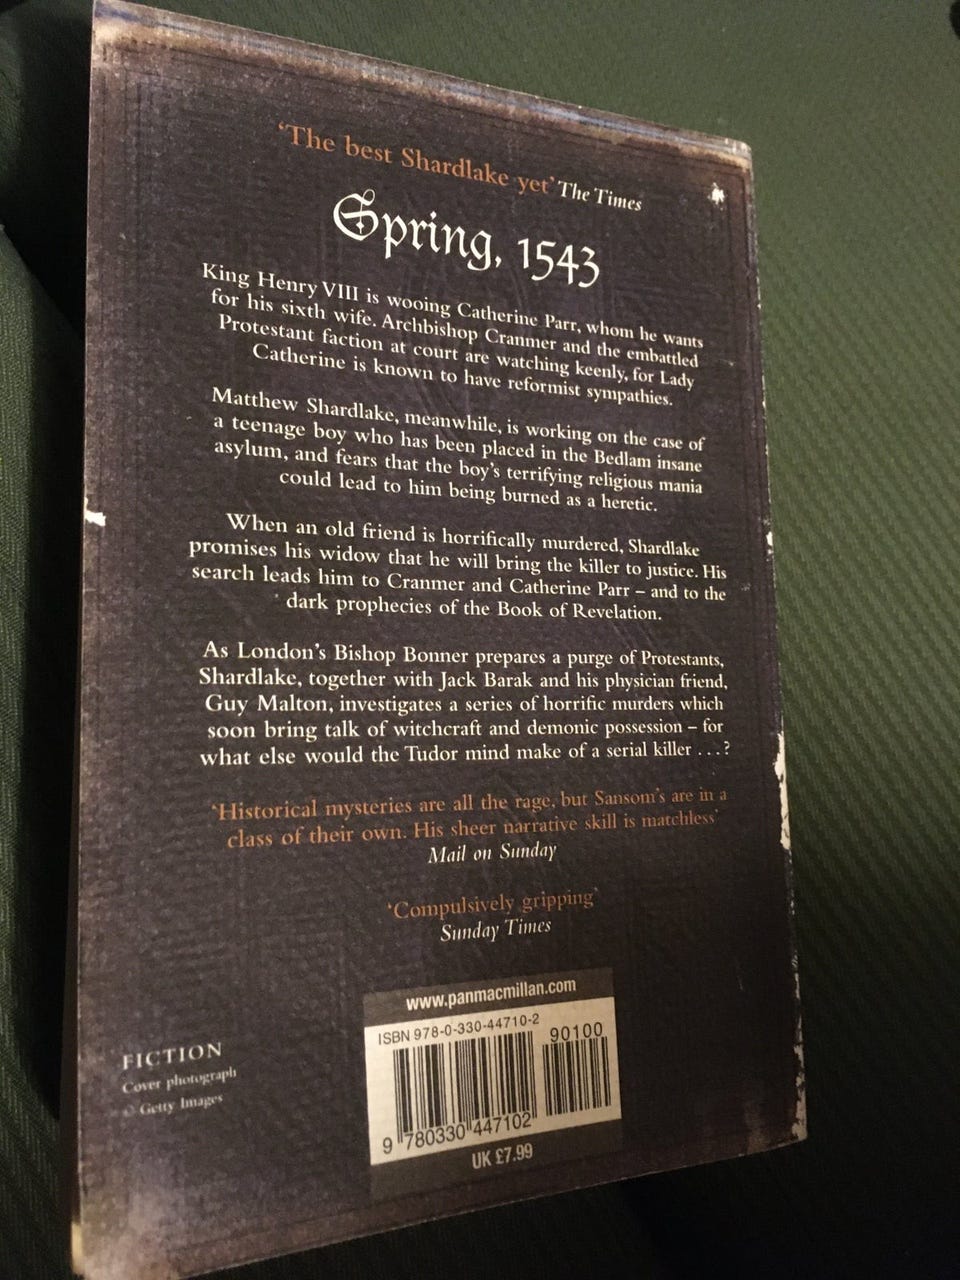 ‘The best Shardlake yet’ The Times
Spring, 1543
King Henry VIII is wooing Catherine Parr, whom he wants
for his sixth wife. Archbishop Cranmer and the embattled
Protestant faction at court are watching keenly, for Lady
Catherine is known to have reformist sympathies.
Matthew Shardlake, meanwhile, is working on the case of
a teenage boy who has been placed in the Bedlam insane
asylum, and fears that the boy’s terrifying religious mania
could lead to him being burned as a heretic.
When an old friend is horrifically murdered, Shardlake
promises his widow that he will bring the killer to justice. His
search leads him to Cranmer and Catherine Parr – and to the
dark prophecies of the Book of Revelation.
As London’s Bishop Bonner prepares a purge of Protestants,
Shardlake, together with Jack Barak and his physician friend,
Guy Malton, investigates a series of horrific murders which
soon bring talk of witchcraft and demonic possession – for
what else would the Tudor mind make of a serial killer . . . ?
‘Historical mysteries are all the rage, but Sansom’s are in a
class of their own. His sheer narrative skill is matchless’
Mail on Sunday
‘Compulsively gripping’
Sunday Times
www.panmacmillan.com
ISBN 978-0-330-44710-2
90100
9 780330 447102
UK £7.99
FICTION
Cover photograph
© Getty Images